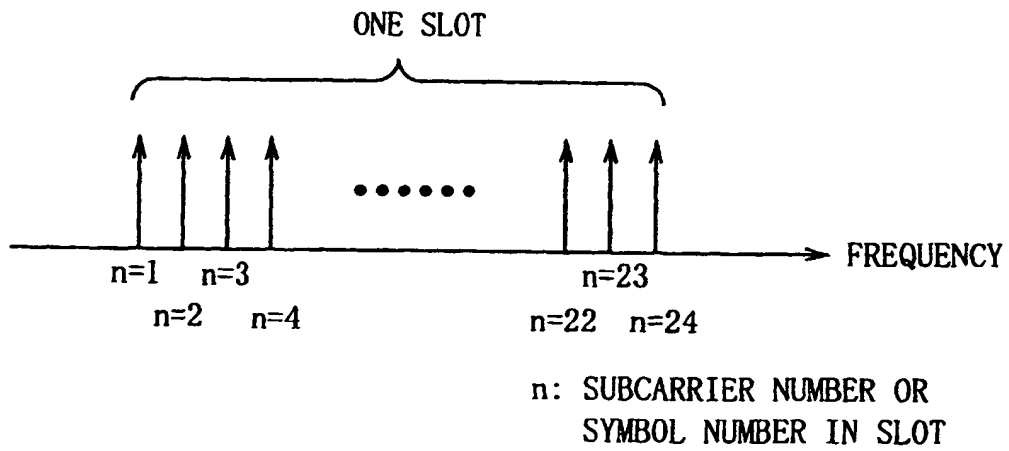 ONE SLOT
FREQUENCY
n=1
n=3
n=23
n=2
n=4
n=22
n=24
n: SUBCARRIER NUMBER OR
SYMBOL NUMBER IN SLOT